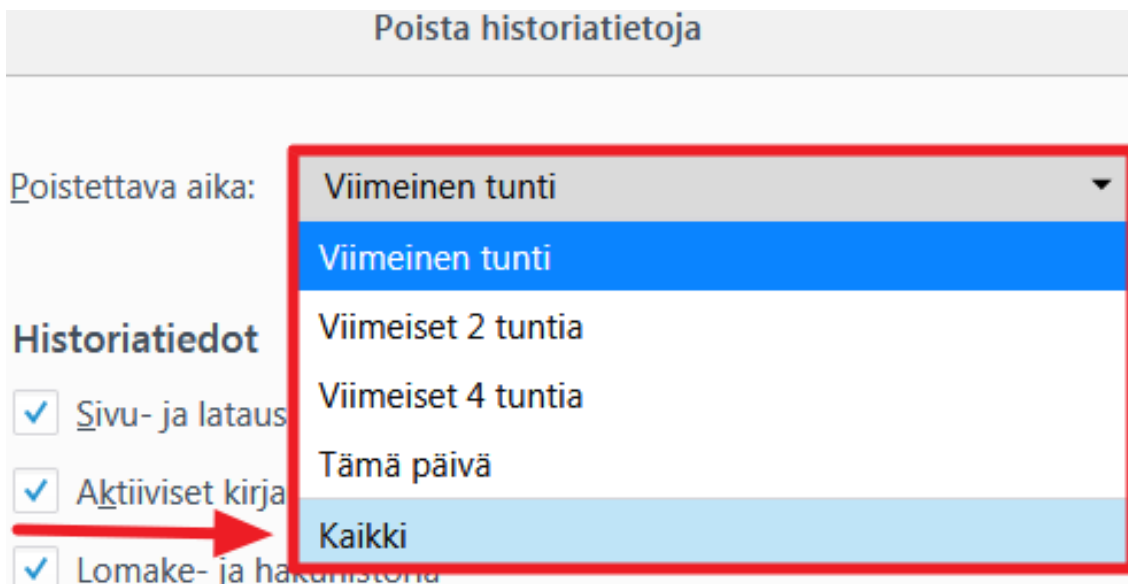 Poista historiatietoja
Poistettava aika: Viimeinen tunti
Viimeinen tunti
Viimeiset 2 tuntia
Historiatiedot
Viimeiset 4 tuntia
Sivu- ja lataus
Tämä päivä
Aktiiviset kirja
Kaikki
Lomake- ja hakuhistoria